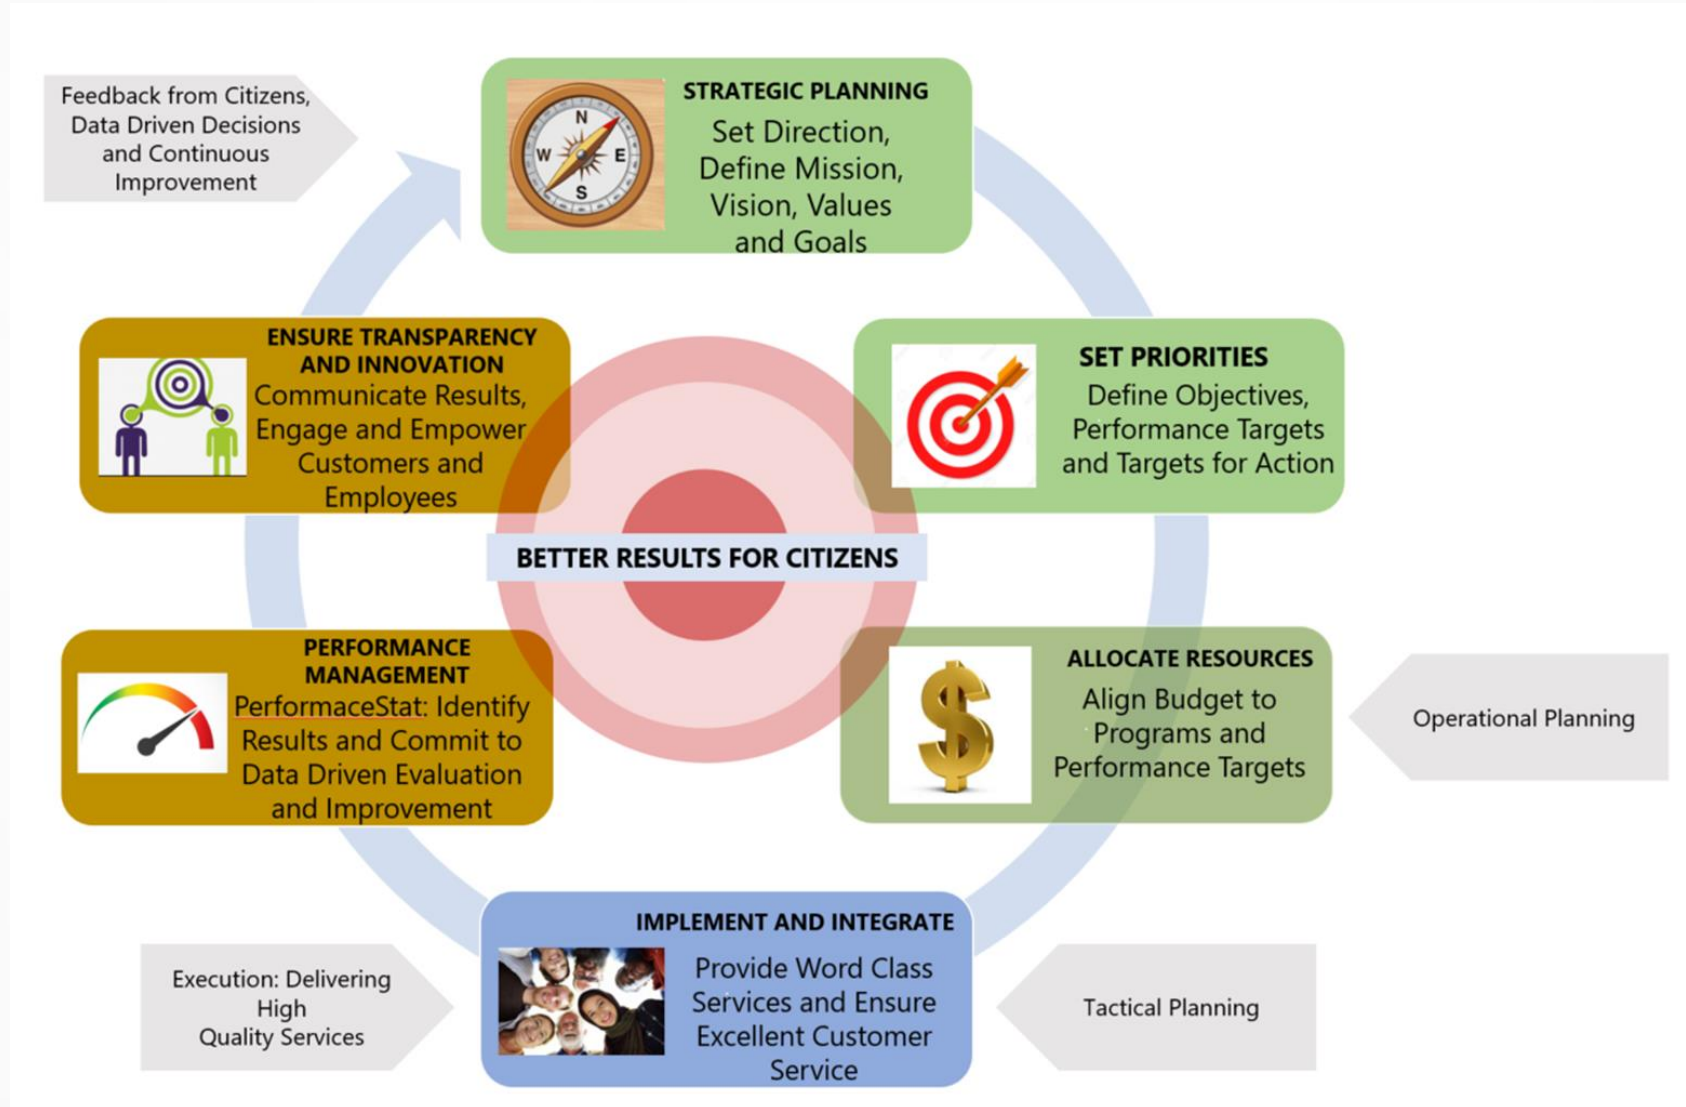 Feedback from Citizens,
Data Driven Decisions
and Continuous
Improvement
STRATEGIC PLANNING
Set Direction,
Define Mission,
Vision, Values
and Goals
N
W
E
S
ENSURE TRANSPARENCY
AND INNOVATION
Communicate Results,
Engage and Empower
Customers and
Employees
SET PRIORITIES
Define Objectives,
Performance Targets
and Targets for Action
BETTER RESULTS FOR CITIZENS
PERFORMANCE
MANAGEMENT
PerformaceStat: Identify
Results and Commit to
Data Driven Evaluation
and Improvement
$
ALLOCATE RESOURCES
Align Budget to
Programs and
Performance Targets
Operational Planning
IMPLEMENT AND INTEGRATE
Provide Word Class
Services and Ensure
Excellent Customer
Service
Execution: Delivering
High
Quality Services
Tactical Planning